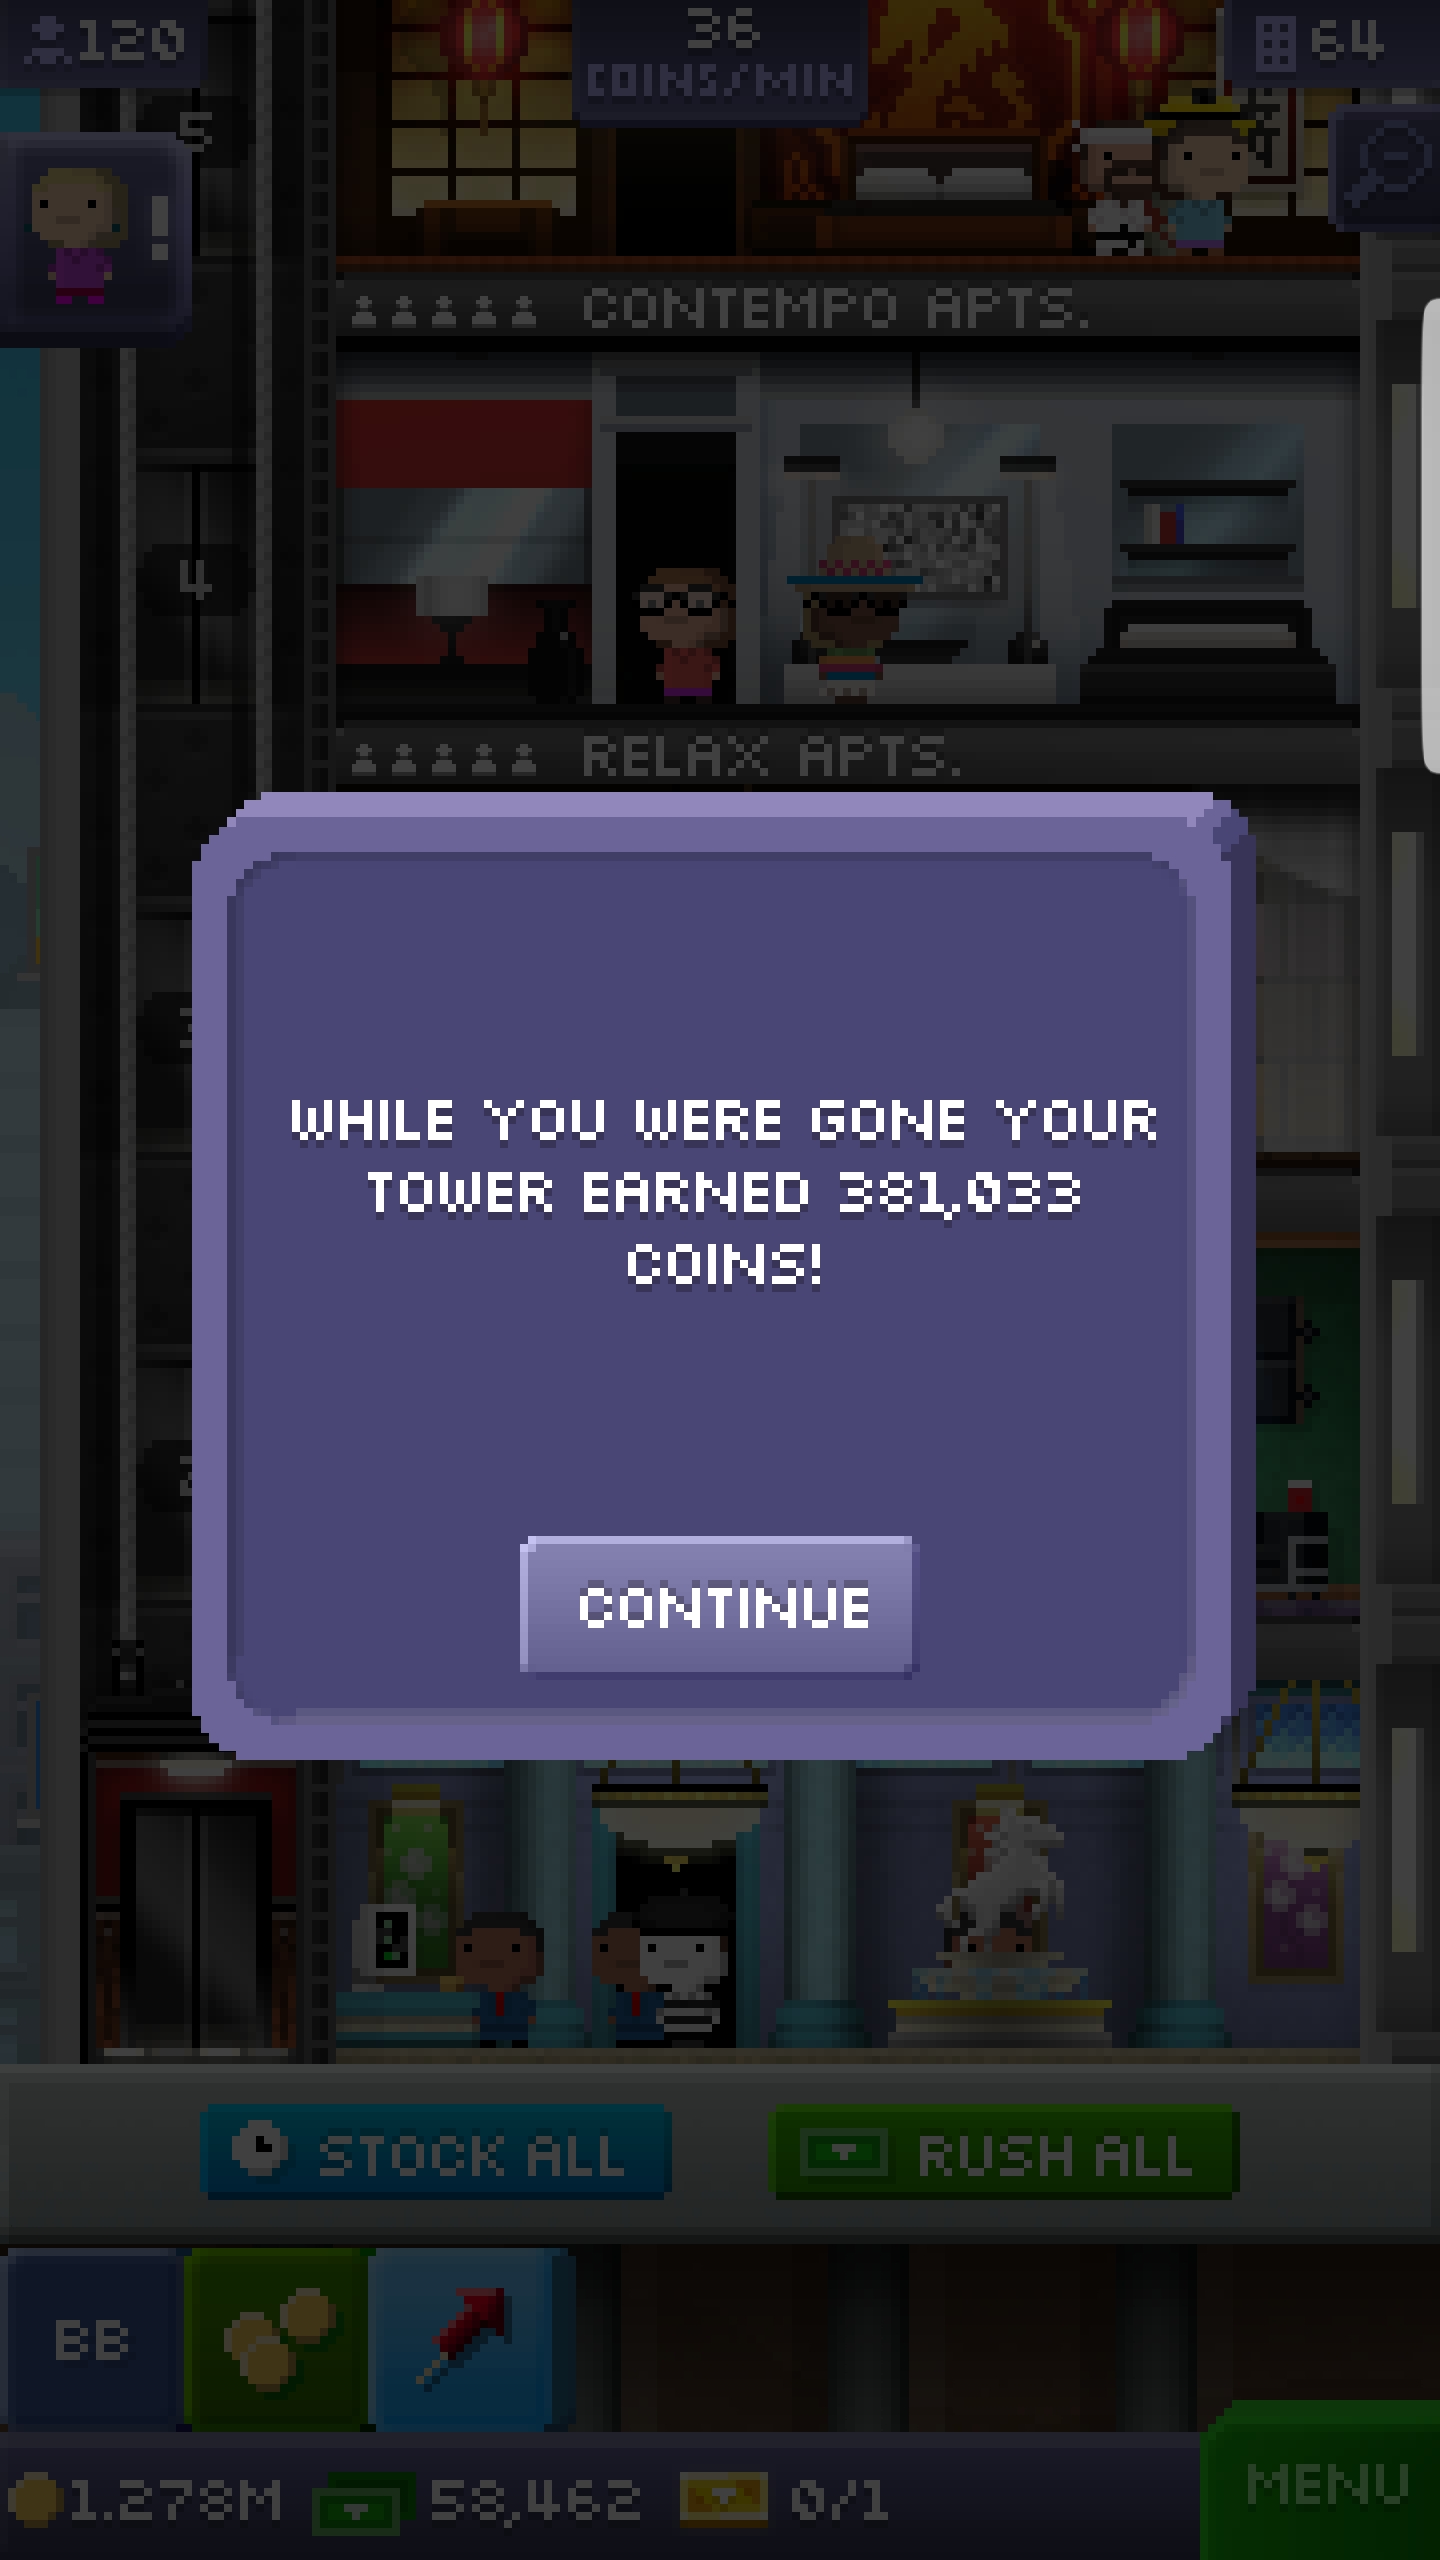 120
36
COINS/MIN
64
5
!
CONTEMPO APTS.
4
RELAX APTS.
WHILE YOU WERE GONE YOUR
TOWER EARNED 381,033
COINS!
CONTINUE
STOCK ALL
RUSH ALL
BB
1.278M
58,462
0/1
MENU